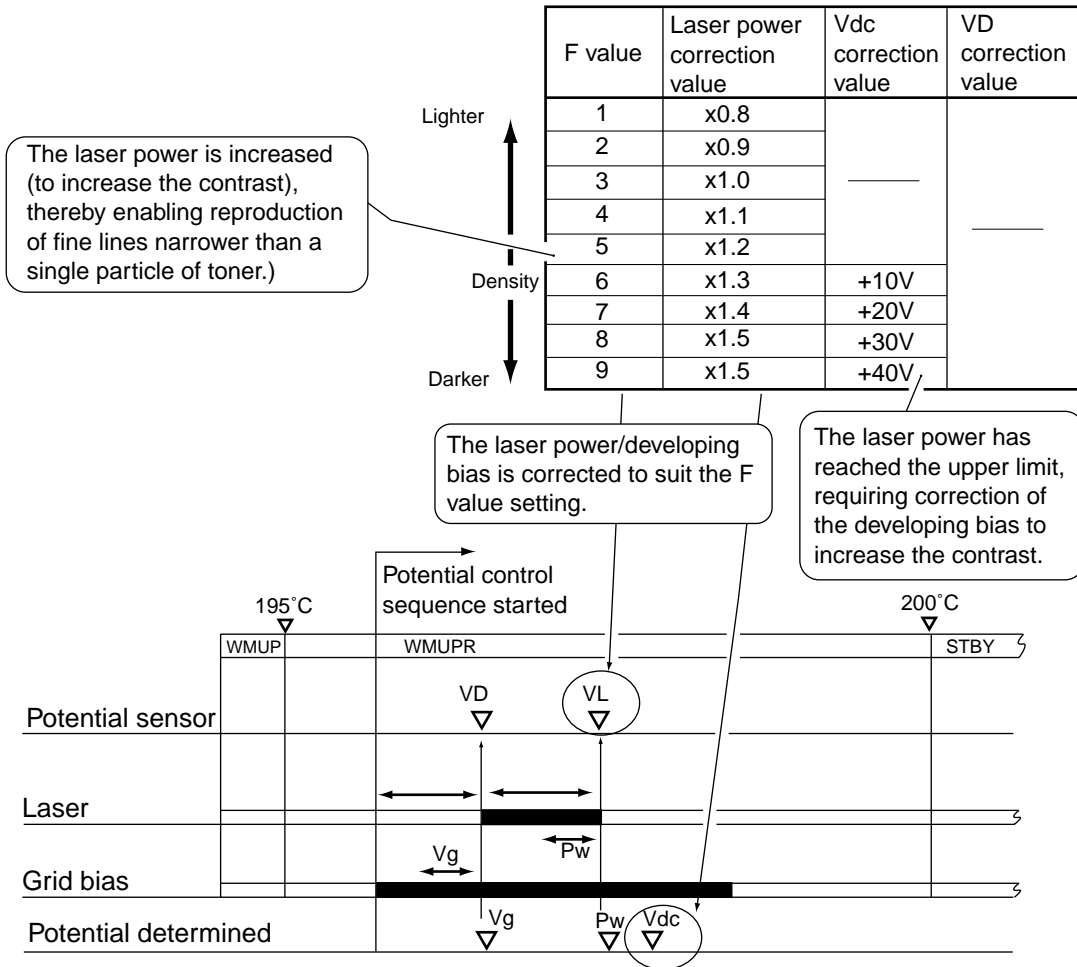 F value
Laser power
correction
value
Vdc
correction
value
VD
correction
value
1 x0.8
2 x0.9
3 x1.0
4 x1.1
5 x1.2
6 x1.3 +10V
7 x1.4 +20V
8 x1.5 +30V
9 x1.5 +40V
Lighter
Density
Darker
The laser power is increased
(to increase the contrast),
thereby enabling reproduction
of fine lines narrower than a
single particle of toner.)
The laser power/developing
bias is corrected to suit the F
value setting.
The laser power has
reached the upper limit,
requiring correction of
the developing bias to
increase the contrast.
Potential control
sequence started
195˚C
200˚C
WMUP
WMUPR
STBY
VD
VL
Potential sensor
Laser
Vg
Pw
Grid bias
Vg
Pw
Vdc
Potential determined